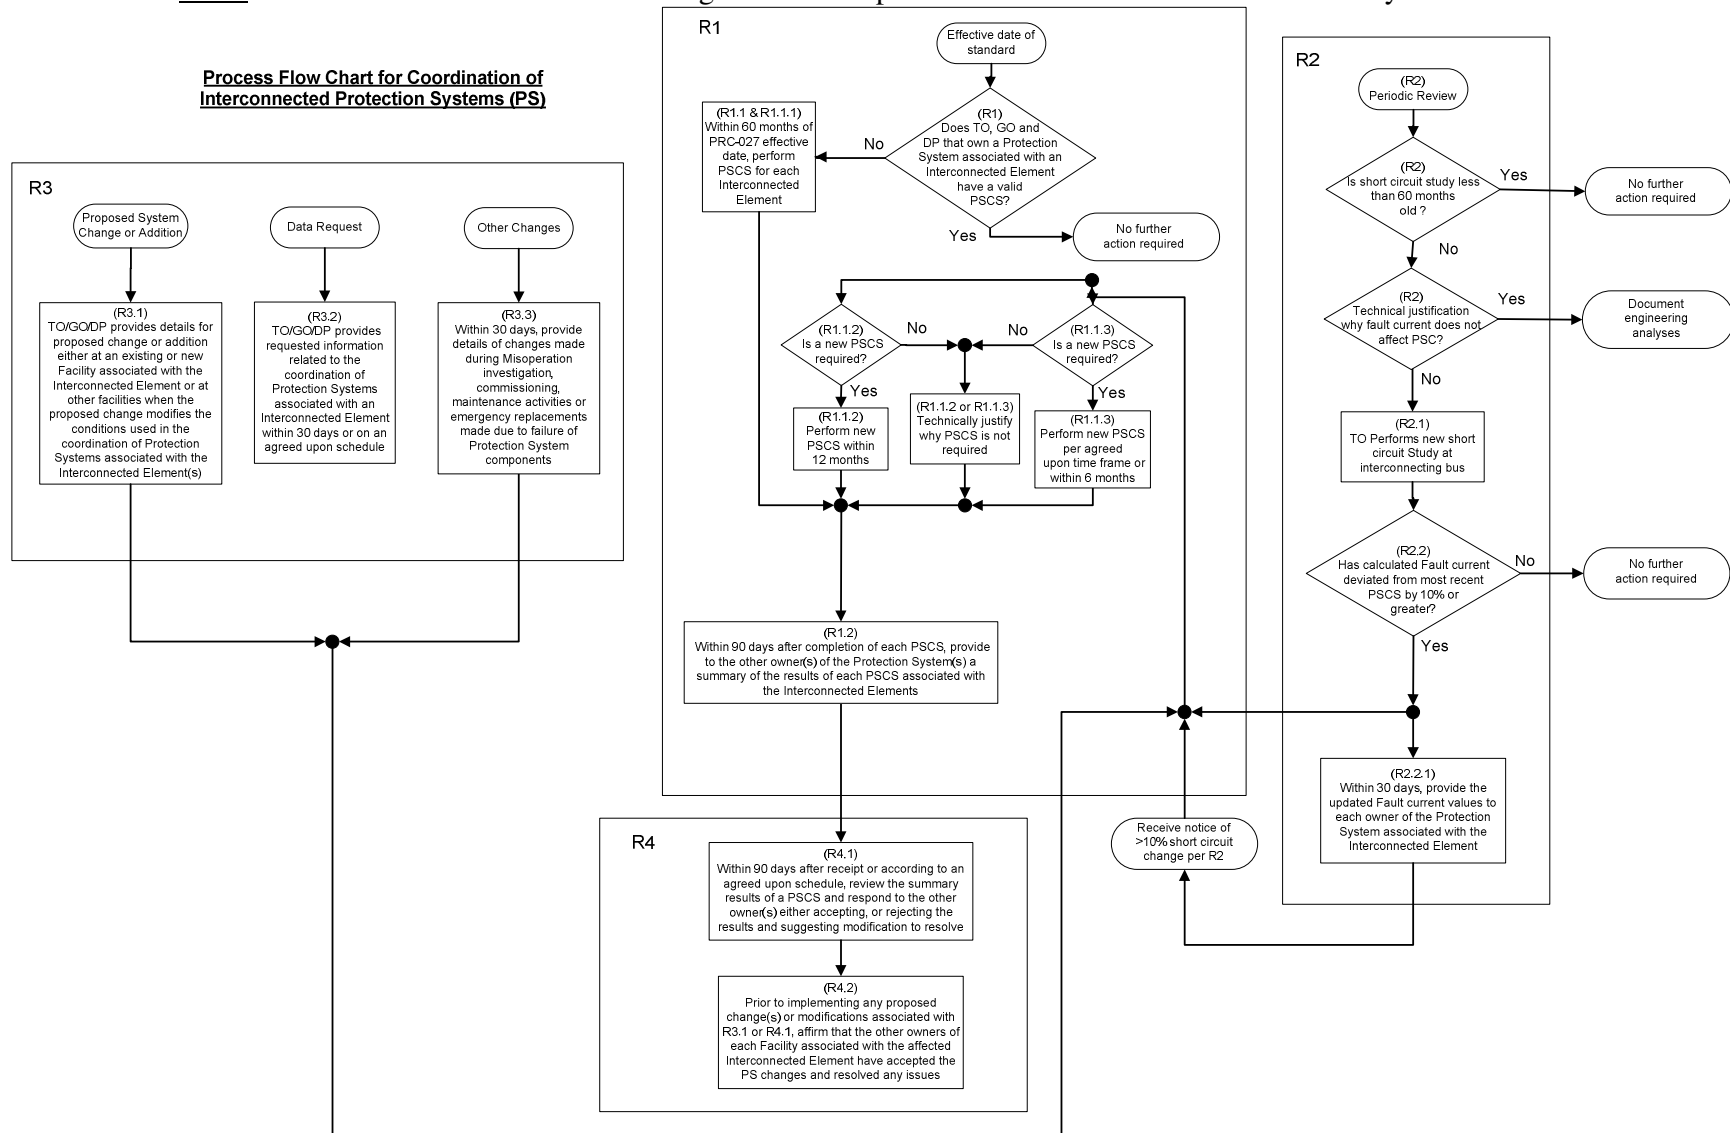 Process Flow Chart for Coordination of
Interconnected Protection Systems (PS)
R3
Proposed System
Change or Addition
Data Request
Other Changes
(R3.1)
TO/GO/DP provides details for
proposed change or addition
either at an existing or new
Facility associated with the
Interconnected Element or at
other facilities when the
proposed change modifies the
conditions used in the
coordination of Protection
Systems associated with the
Interconnected Element(s)
(R3.2)
TO/GO/DP provides
requested information
related to the
coordination of
Protection Systems
associated with an
Interconnected Element
within 30 days or on an
agreed upon schedule
(R3.3)
Within 30 days, provide
details of changes made
during Misoperation
investigation,
commissioning,
maintenance activities or
emergency replacements
made due to failure of
Protection System
components
R1
Effective date of
standard
(R1)
Does TO, GO and
DP that own a Protection
System associated with an
Interconnected Element
have a valid
PSCS?
No
(R1.1 & R1.1.1)
Within 60 months of
PRC-027 effective
date, perform
PSCS for each
Interconnected
Element
Yes
No further
action required
(R1.1.2)
Is a new PSCS
required?
No
No
(R1.1.3)
Is a new PSCS
required?
Yes
Yes
(R1.1.2)
Perform new
PSCS within
12 months
(R1.1.2 or R1.1.3)
Technically justify
why PSCS is not
required
(R1.1.3)
Perform new PSCS
per agreed
upon time frame or
within 6 months
(R1.2)
Within 90 days after completion of each PSCS, provide
to the other owner(s) of the Protection System(s) a
summary of the results of each PSCS associated with
the Interconnected Elements
R4
(R4.1)
Within 90 days after receipt or according to an
agreed upon schedule, review the summary
results of a PSCS and respond to the other
owner(s) either accepting, or rejecting the
results and suggesting modification to resolve
(R4.2)
Prior to implementing any proposed
change(s) or modifications associated with
R3.1 or R4.1, affirm that the other owners of
each Facility associated with the affected
Interconnected Element have accepted the
PS changes and resolved any issues
Receive notice of
>10% short circuit
change per R2
R2
(R2)
Periodic Review
(R2)
Is short circuit study less
than 60 months
old ?
Yes
No further
action required
No
(R2)
Technical justification
why fault current does not
affect PSC?
Yes
Document
engineering
analyses
No
(R2.1)
TO Performs new short
circuit Study at
interconnecting bus
(R2.2)
Has calculated Fault current
deviated from most recent
PSCS by 10% or
greater?
No
No further
action required
Yes
(R2.2.1)
Within 30 days, provide the
updated Fault current values to
each owner of the Protection
System associated with the
Interconnected Element